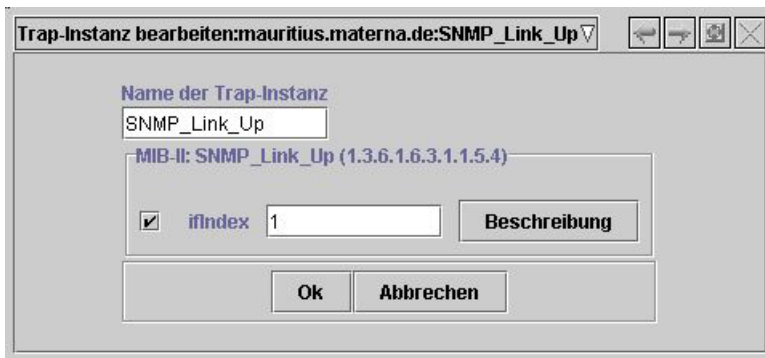 Trap-Instanz bearbeiten:mauritius.materna.de:SNMP_Link_Up
Name der Trap-Instanz
SNMP_Link_Up
MIB-II: SNMP_Link_Up (1.3.6.1.6.3.1.1.5.4)
ifIndex 1 Beschreibung
Ok Abbrechen